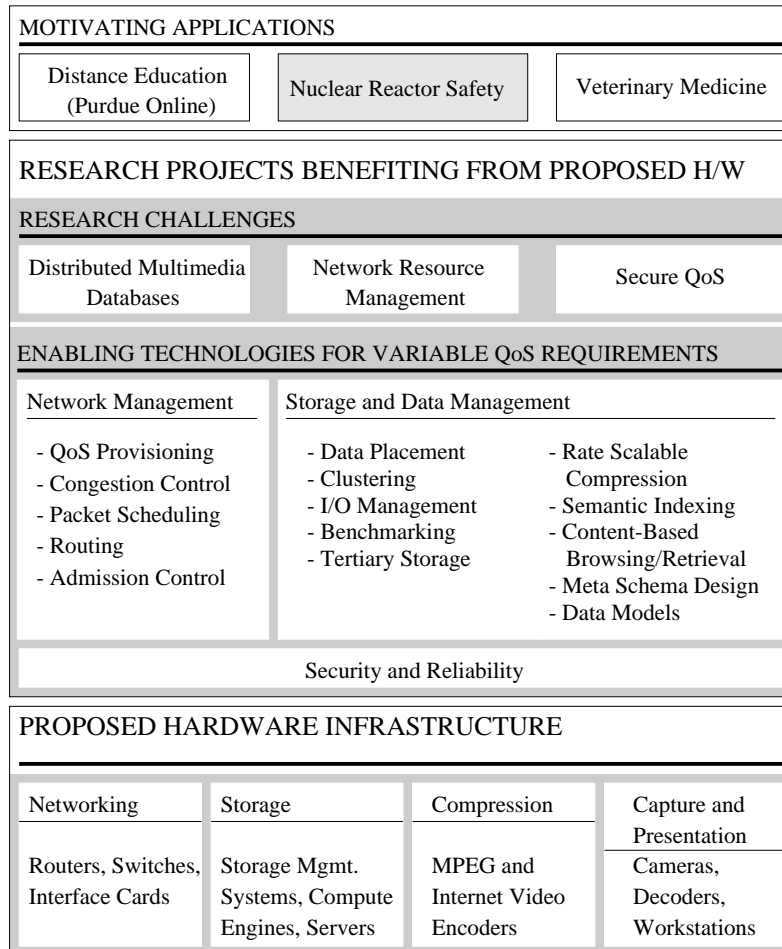 MOTIVATING APPLICATIONS
Distance Education
(Purdue Online)
Nuclear Reactor Safety
Veterinary Medicine
RESEARCH PROJECTS BENEFITING FROM PROPOSED H/W
RESEARCH CHALLENGES
Distributed Multimedia
Databases
Network Resource
Management
Secure QoS
ENABLING TECHNOLOGIES FOR VARIABLE QoS REQUIREMENTS
Network Management
- QoS Provisioning
- Congestion Control
- Packet Scheduling
- Routing
- Admission Control
Storage and Data Management
- Data Placement
- Clustering
- I/O Management
- Benchmarking
- Tertiary Storage
- Rate Scalable
Compression
- Semantic Indexing
- Content-Based
Browsing/Retrieval
- Meta Schema Design
- Data Models
Security and Reliability
PROPOSED HARDWARE INFRASTRUCTURE
Networking
Routers, Switches,
Interface Cards
Storage
Storage Mgmt.
Systems, Compute
Engines, Servers
Compression
MPEG and
Internet Video
Encoders
Capture and
Presentation
Cameras,
Decoders,
Workstations